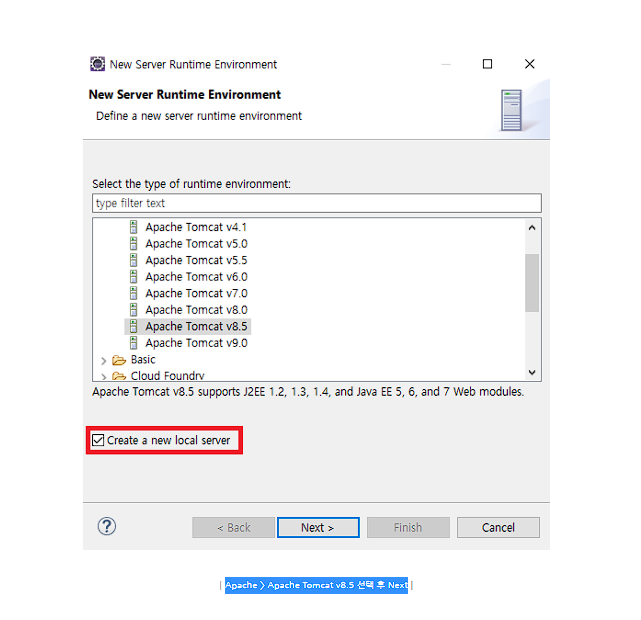 New Server Runtime Environment
New Server Runtime Environment
Define a new server runtime environment
Select the type of runtime environment:
type filter text
Apache Tomcat v4.1
Apache Tomcat v5.0
Apache Tomcat v5.5
Apache Tomcat v6.0
Apache Tomcat v7.0
Apache Tomcat v8.0
Apache Tomcat v8.5
Apache Tomcat v9.0
Basic
Cloud Foundry
Apache Tomcat v8.5 supports J2EE 1.2, 1.3, 1.4, and Java EE 5, 6, and 7 Web modules.
Create a new local server
? < Back Next > Finish Cancel
| Apache > Apache Tomcat v8.5 선택 후 Next |